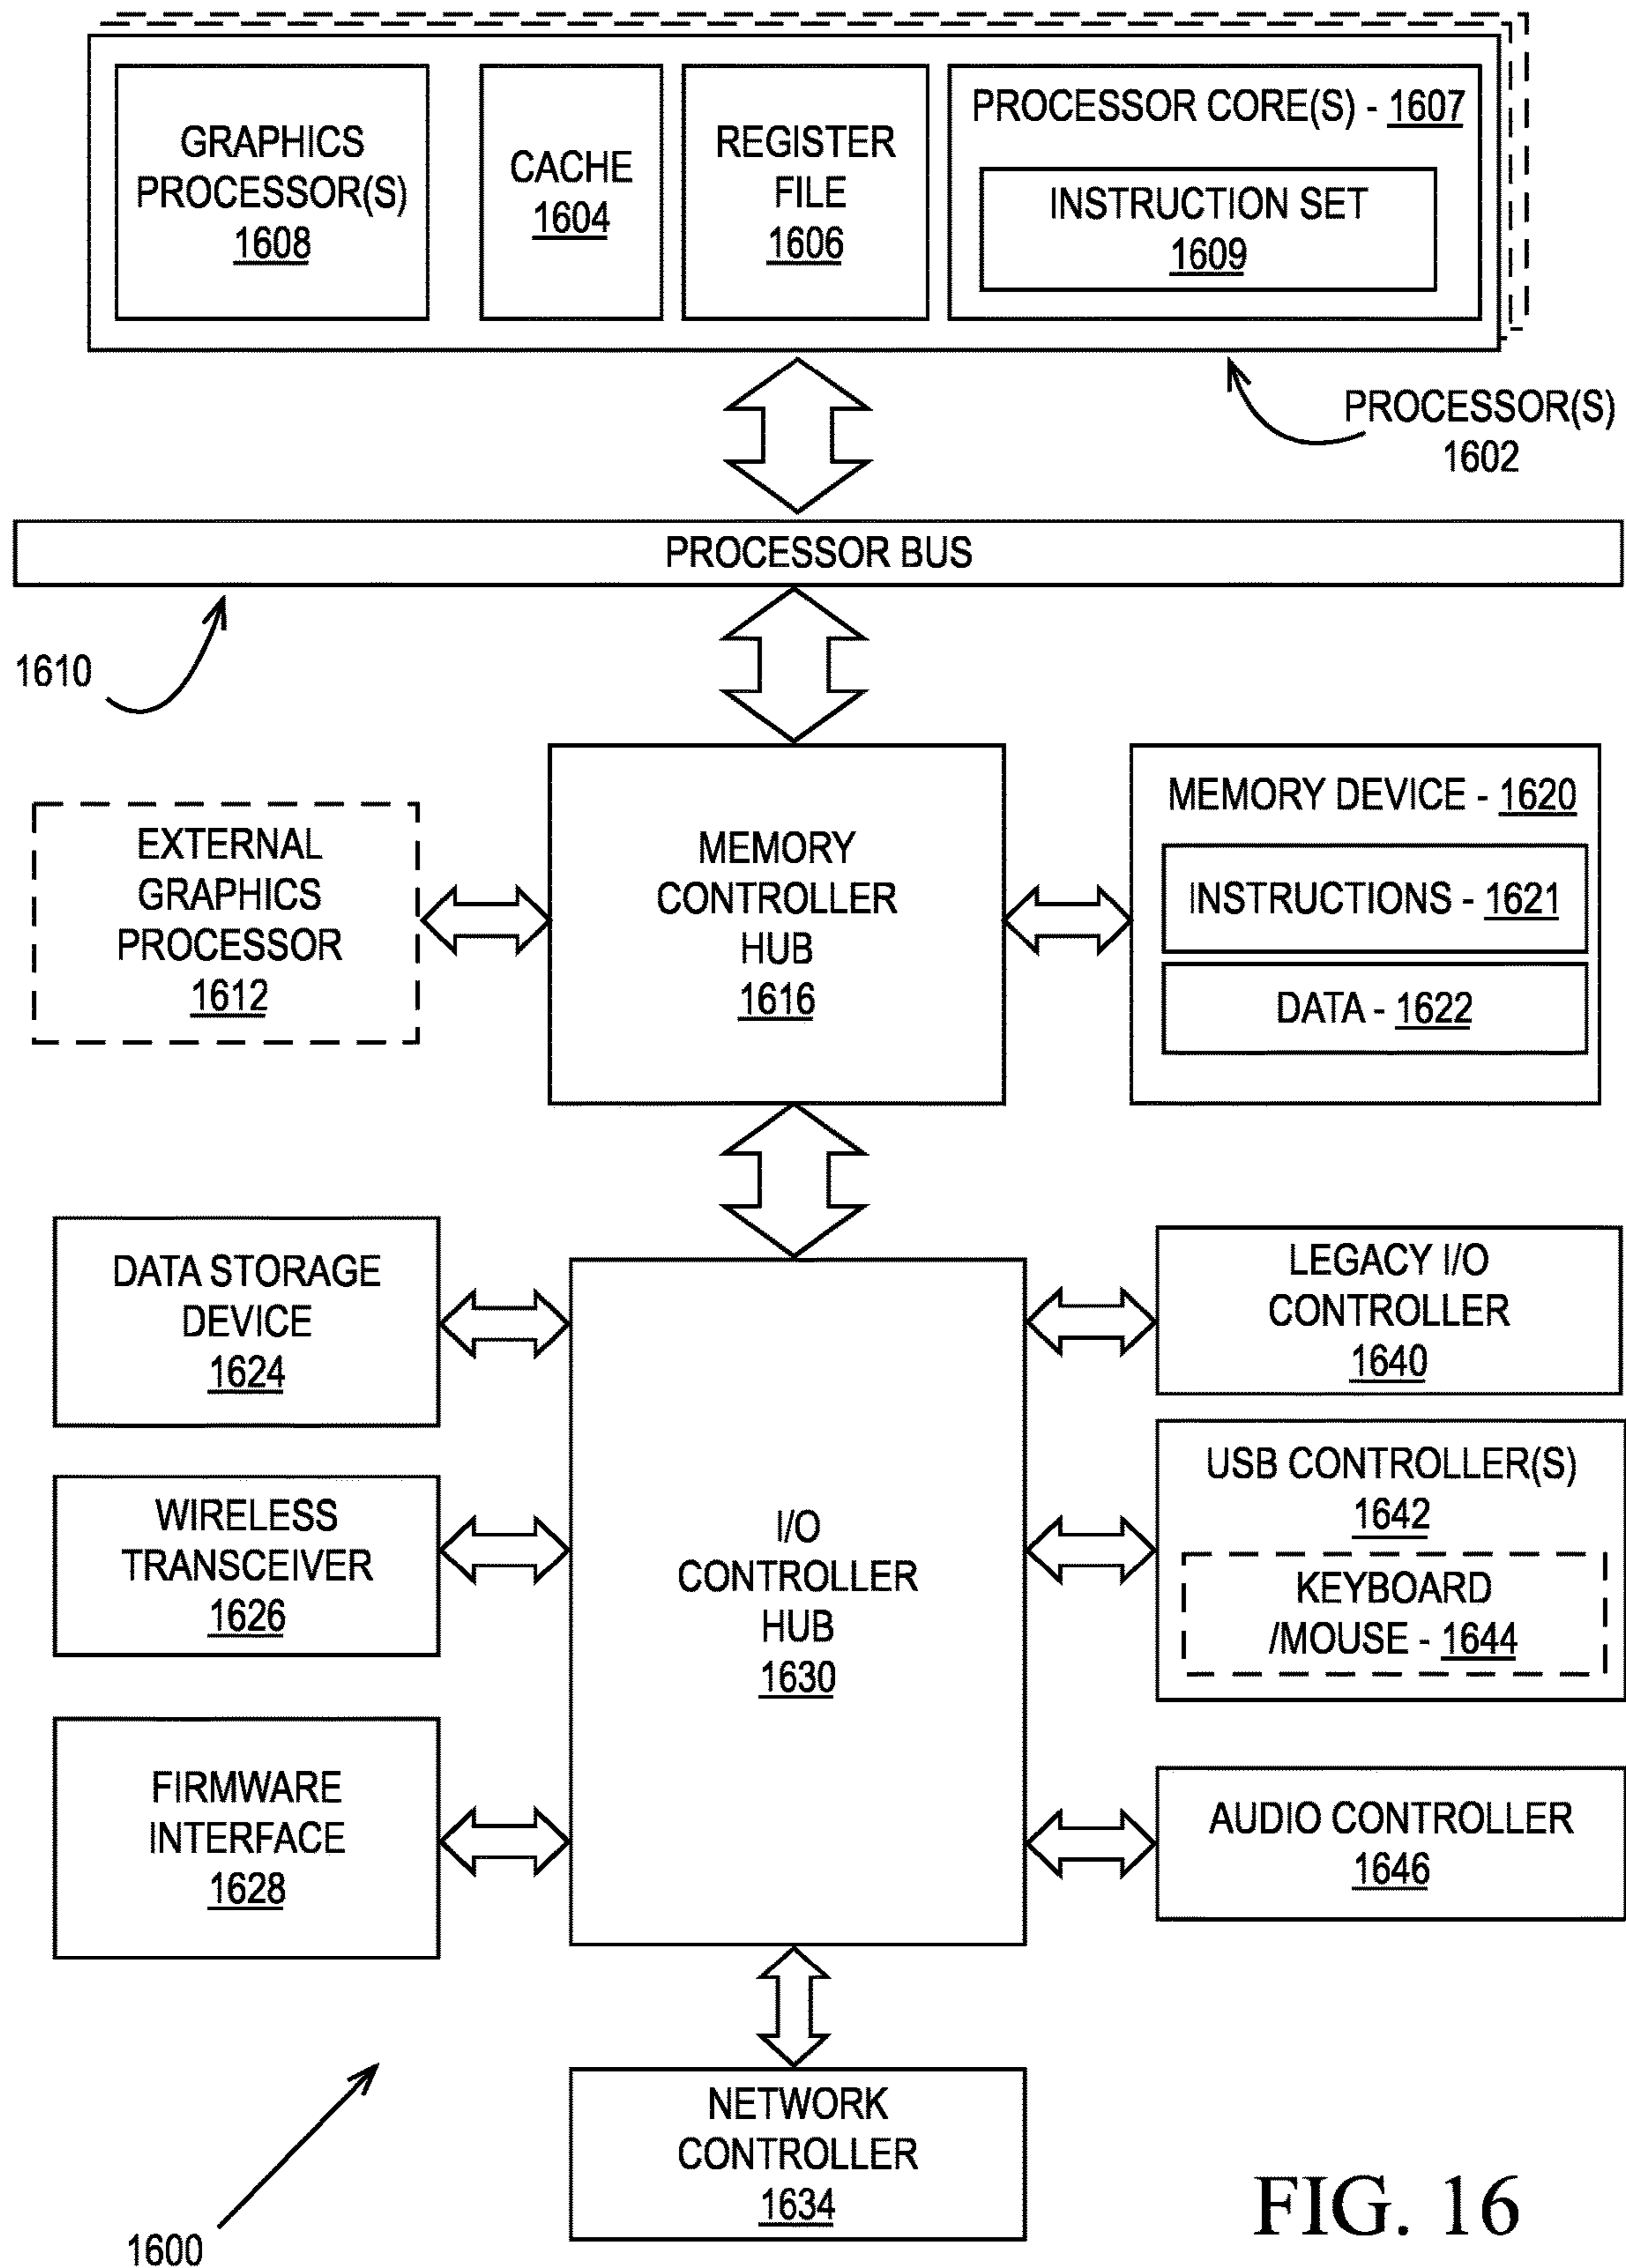 GRAPHICS
PROCESSOR(S)
1608
CACHE
1604
REGISTER
FILE
1606
PROCESSOR CORE(S) - 1607
INSTRUCTION SET
1609
PROCESSOR(S)
1602
PROCESSOR BUS
1610
EXTERNAL
GRAPHICS
PROCESSOR
1612
MEMORY
CONTROLLER
HUB
1616
MEMORY DEVICE - 1620
INSTRUCTIONS - 1621
DATA - 1622
DATA STORAGE
DEVICE
1624
WIRELESS
TRANSCEIVER
1626
FIRMWARE
INTERFACE
1628
I/O
CONTROLLER
HUB
1630
LEGACY I/O
CONTROLLER
1640
USB CONTROLLER(S)
1642
KEYBOARD
/MOUSE - 1644
AUDIO CONTROLLER
1646
NETWORK
CONTROLLER
1634
1600
FIG. 16